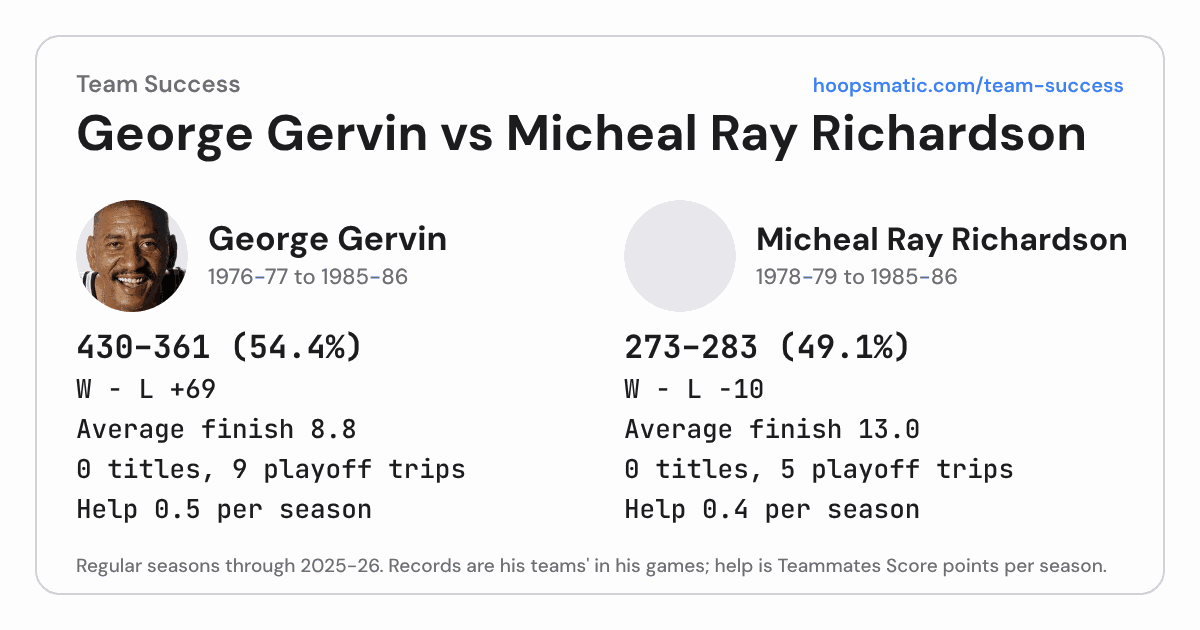 Team Success
hoopsmatic.com/team-success
George Gervin vs Micheal Ray Richardson
George Gervin
1976–77 to 1985–86
430–361 (54.4%)
W - L +69
Average finish 8.8
0 titles, 9 playoff trips
Help 0.5 per season
Micheal Ray Richardson
1978–79 to 1985–86
273–283 (49.1%)
W - L -10
Average finish 13.0
0 titles, 5 playoff trips
Help 0.4 per season
Regular seasons through 2025-26. Records are his teams' in his games; help is Teammates Score points per season.